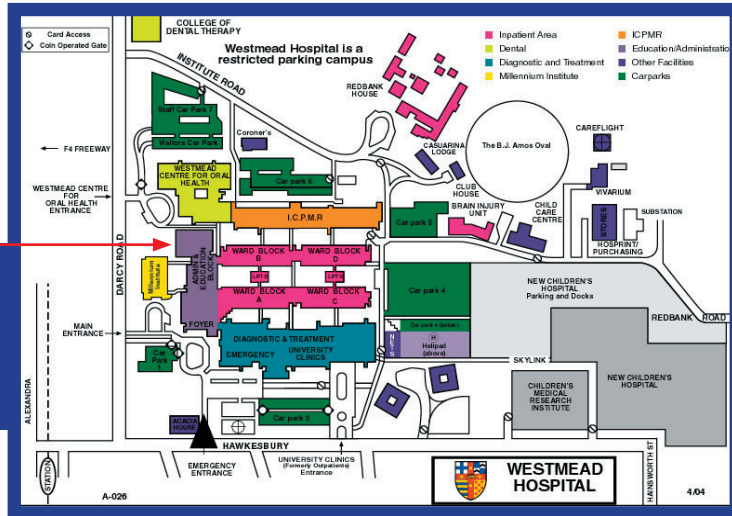 Card Access
Coin Operated Gate
COLLEGE OF
DENTAL THERAPY
Westmead Hospital is a
restricted parking campus
Inpatient Area
Dental
Diagnostic and Treatment
Millennium Institute
ICPMR
Education/Administratio
Other Facilities
Carparks
INSTITUTE ROAD
REDBANK
HOUSE
Staff Car Park 7
Visitors Car Park
Coroner's
F4 FREEWAY
CASUARINA
LODGE
The B.J. Amos Oval
CAREFLIGHT
WESTMEAD
CENTRE FOR ORAL
HEALTH
Car park 6
CLUB
HOUSE
VIVARIUM
WESTMEAD CENTRE
FOR
ORAL HEALTH
ENTRANCE
I.C.P.M.R
Car park 5
BRAIN INJURY
UNIT
CHILD
CARE
CENTRE
STORES
SUBSTATION
HOSPRINT/
PURCHASING
DARCY ROAD
ADMIN &
EDUCATION
BLOCK
WARD BLOCK
B
WARD BLOCK
D
LIFTS
LIFTS
Millennium
Institute
WARD BLOCK
A
WARD BLOCK
C
Car park 4
NEW CHILDREN'S
HOSPITAL
Parking and Docks
REDBANK ROAD
MAIN
ENTRANCE
FOYER
DIAGNOSTIC & TREATMENT
EMERGENCY
UNIVERSITY
CLINICS
H
Helipad
(above)
SKYLINK
Car
Park
1
CHILDREN'S
MEDICAL
RESEARCH
INSTITUTE
NEW CHILDREN'S
HOSPITAL
ALEXANDRA
ACACIA
HOUSE
Car park 2
HAWKESBURY
EMERGENCY
ENTRANCE
UNIVERSITY CLINICS
(Formerly Outpatients)
Entrance
STATION
A-026
WESTMEAD
HOSPITAL
HAINSWORTH ST
4/04